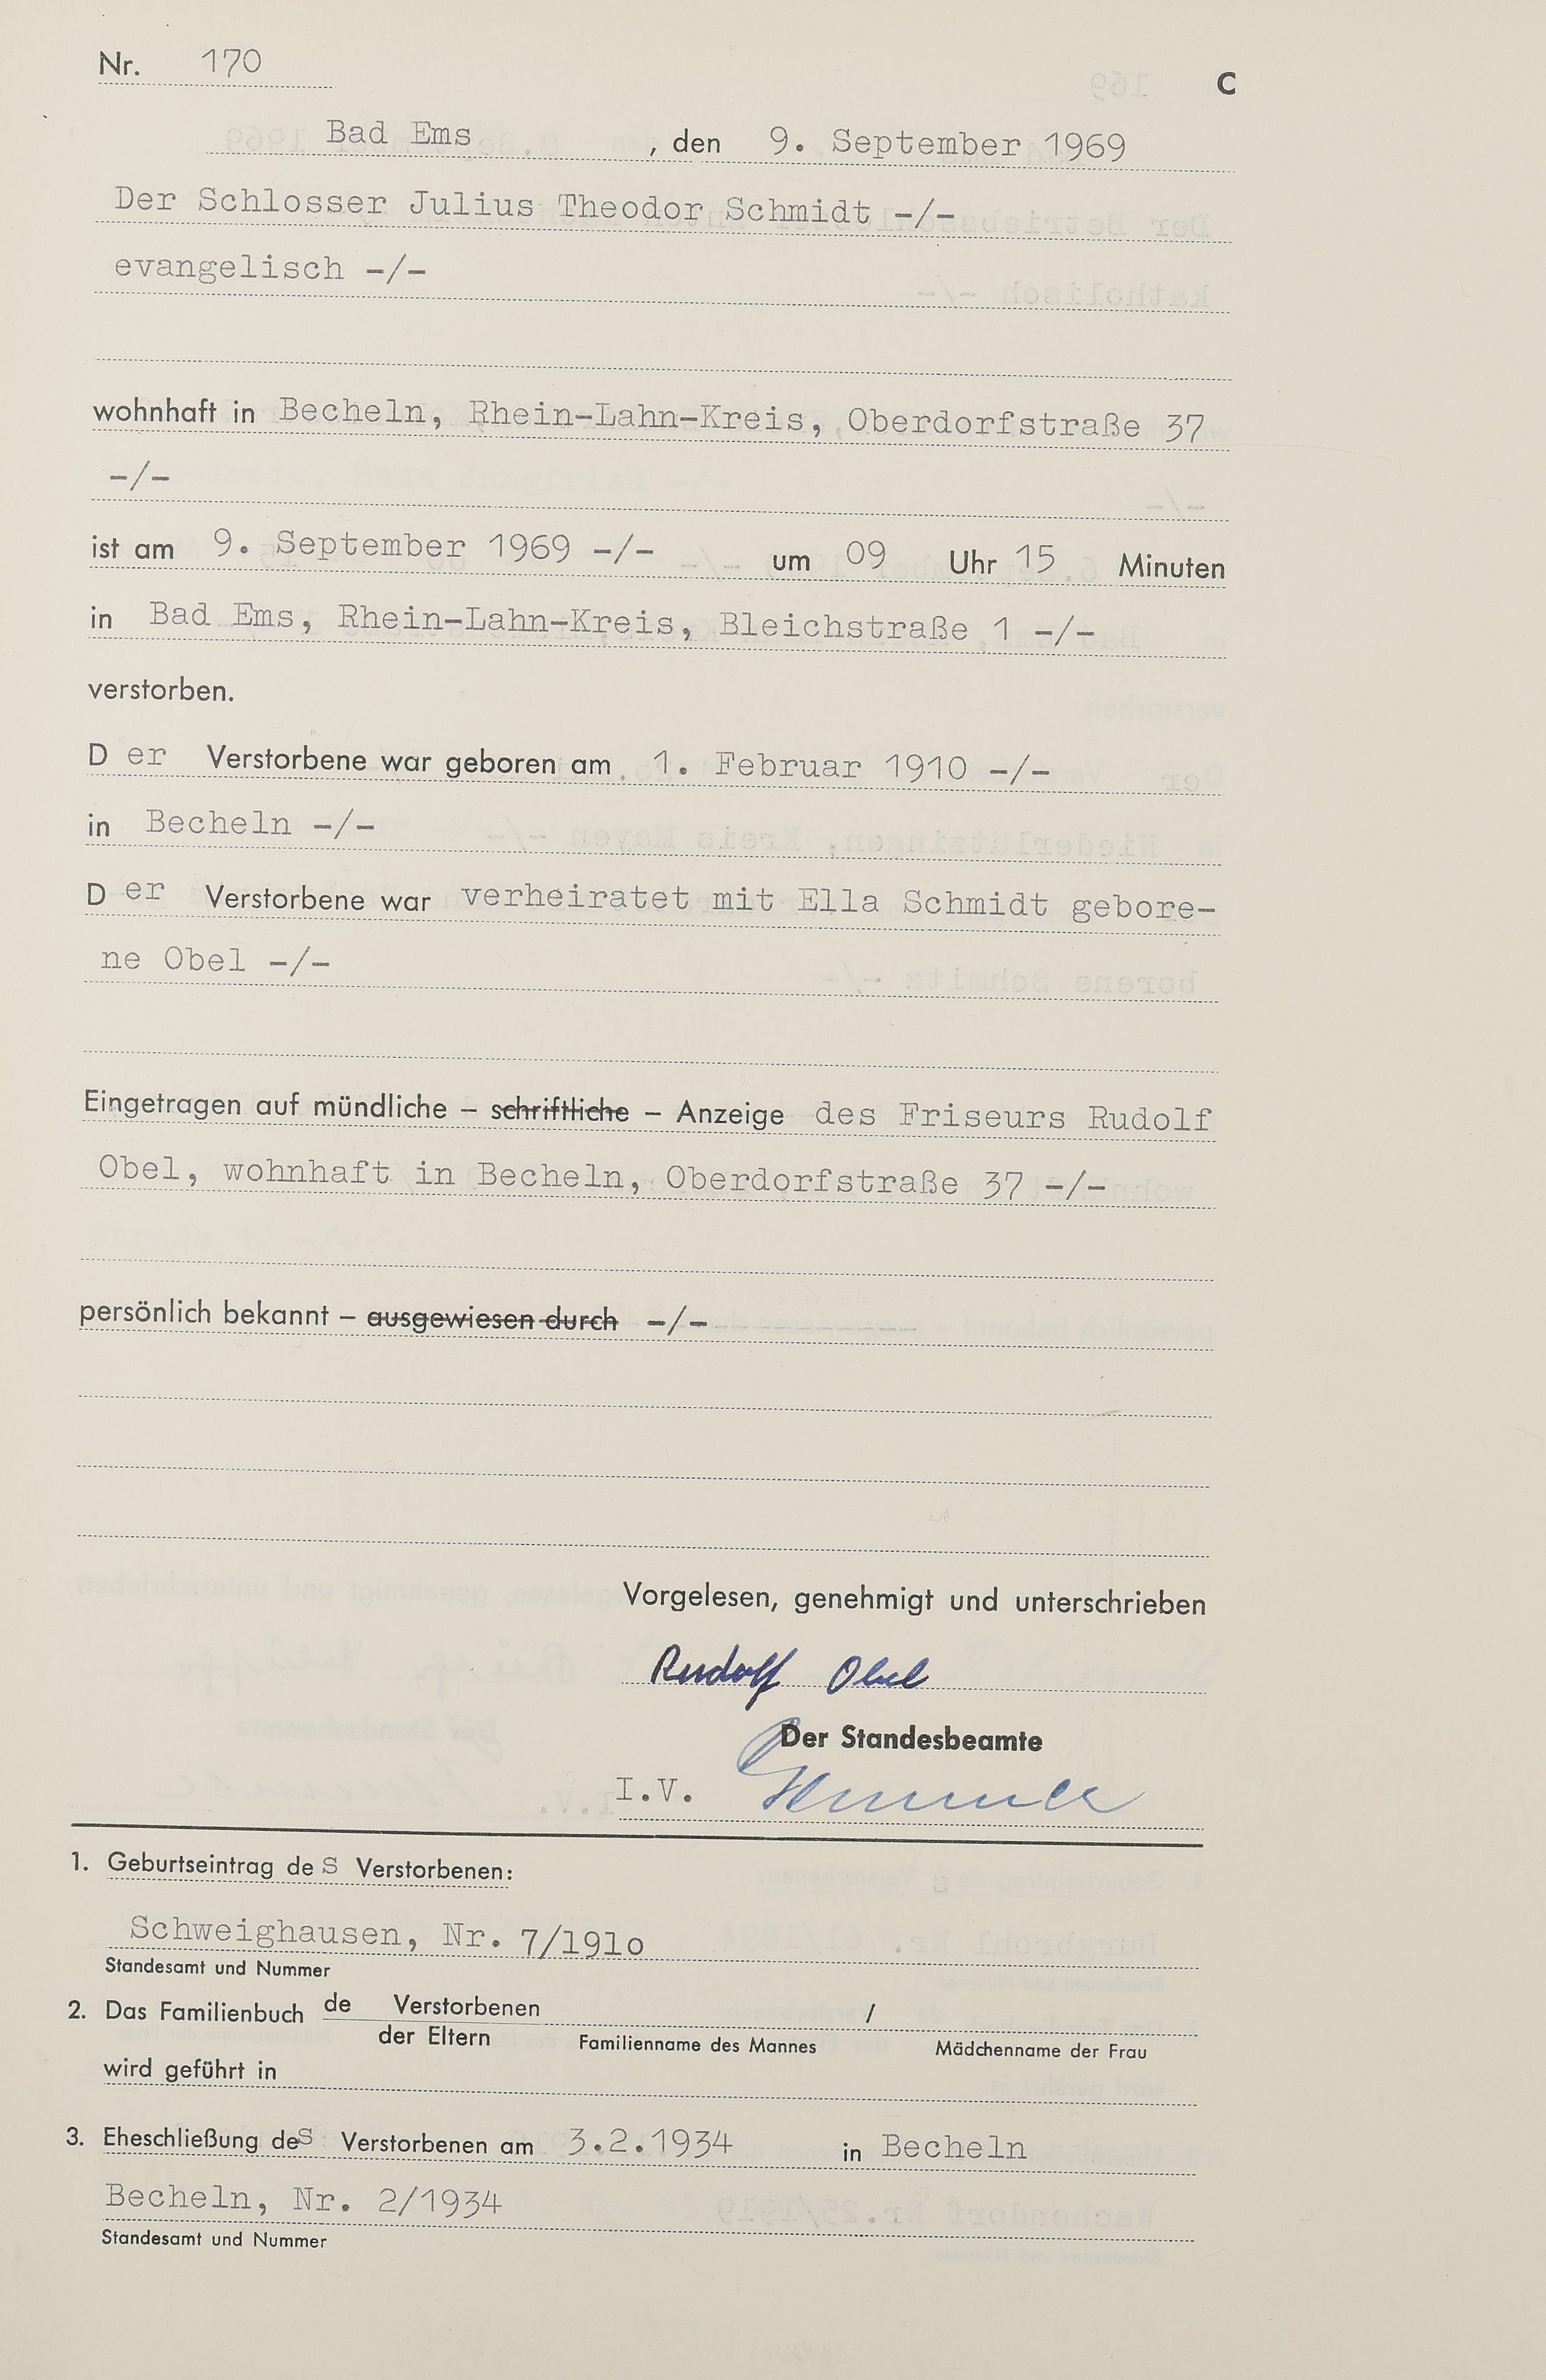 Nr. 170
C
Bad Ems , den 9. September 1969
Der Schlosser Julius Theodor Schmidt -/-
evangelisch -/-
wohnhaft in Becheln, Rhein-Lahn-Kreis, Oberdorfstraße 37
-/-
ist am 9. September 1969 -/- um 09 Uhr 15 Minuten
in Bad Ems, Rhein-Lahn-Kreis, Bleichstraße 1 -/-
verstorben.
D er Verstorbene war geboren am 1. Februar 1910 -/-
in Becheln -/-
D er Verstorbene war verheiratet mit Ella Schmidt gebore-
ne Obel -/-
Eingetragen auf mündliche – schriftliche – Anzeige des Friseurs Rudolf
Obel, wohnhaft in Becheln, Oberdorfstraße 37 -/-
persönlich bekannt – ausgewiesen durch -/-
Vorgelesen, genehmigt und unterschrieben
Rudolf Obel
Der Standesbeamte
I.V.
1. Geburtseintrag des Verstorbenen:
Schweighausen, Nr. 7/191o
Standesamt und Nummer
2. Das Familienbuch de Verstorbenen /
der Eltern Familienname des Mannes Mädchenname der Frau
wird geführt in
3. Eheschließung des Verstorbenen am 3.2.1934 in Becheln
Becheln, Nr. 2/1934
Standesamt und Nummer